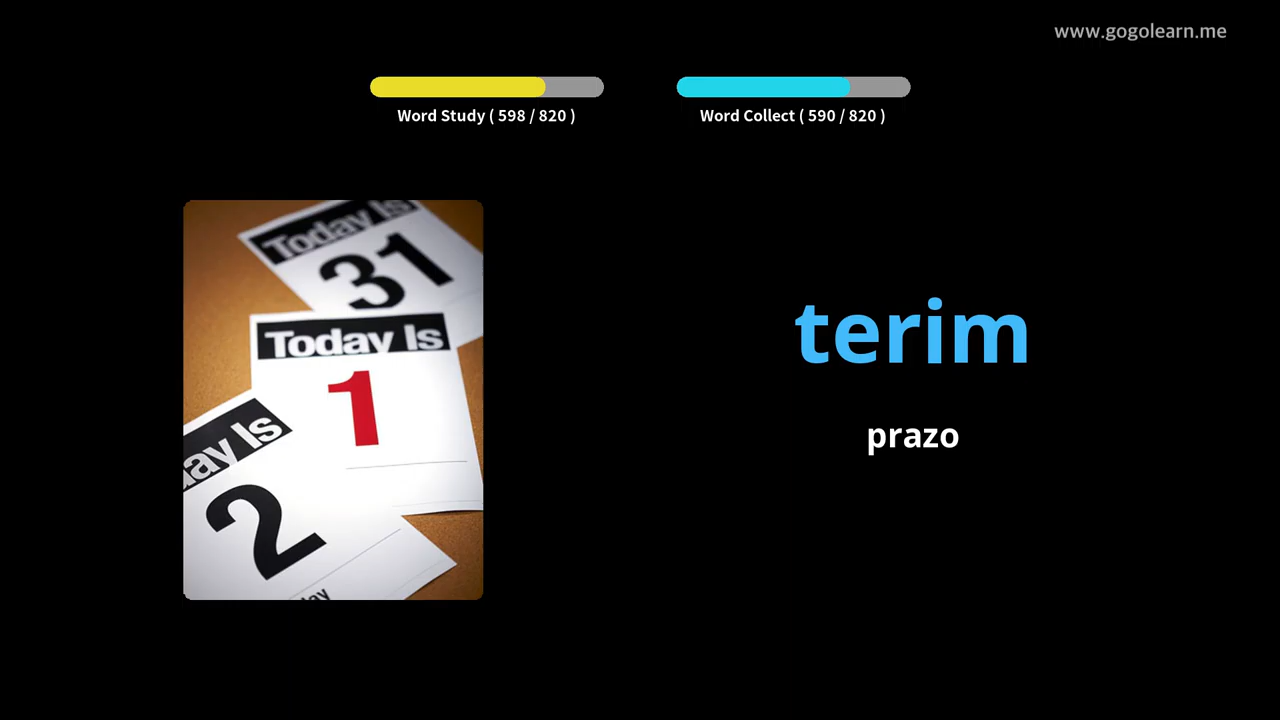 www.gogolearn.me
Word Study ( 598 / 820 )
Word Collect ( 590 / 820 )
Today Is
31
Today Is
1
day Is
2
terim
prazo